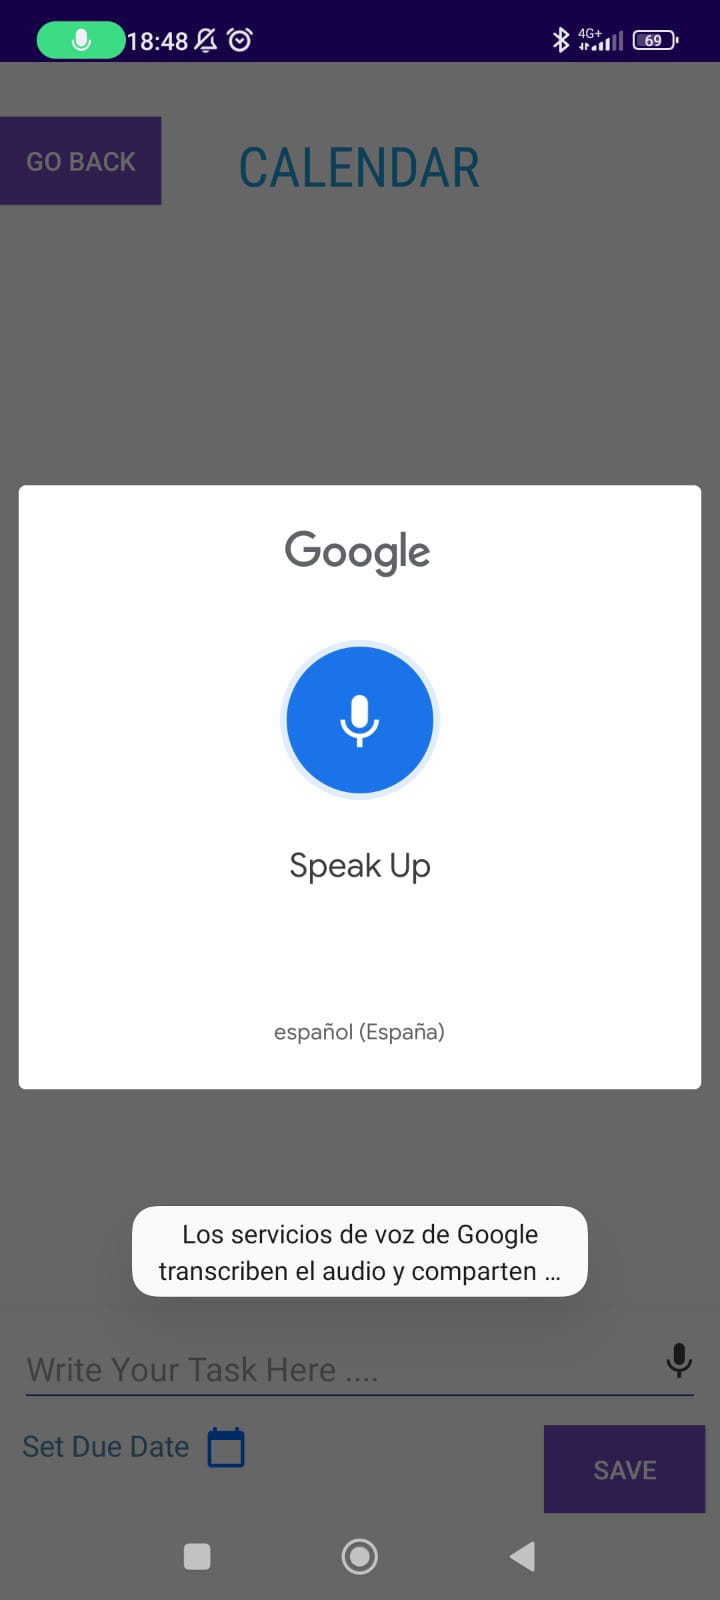 18:48
4G+
69
GO BACK
CALENDAR
Google
Speak Up
español (España)
Los servicios de voz de Google
transcriben el audio y comparten ...
Write Your Task Here ....
Set Due Date
SAVE